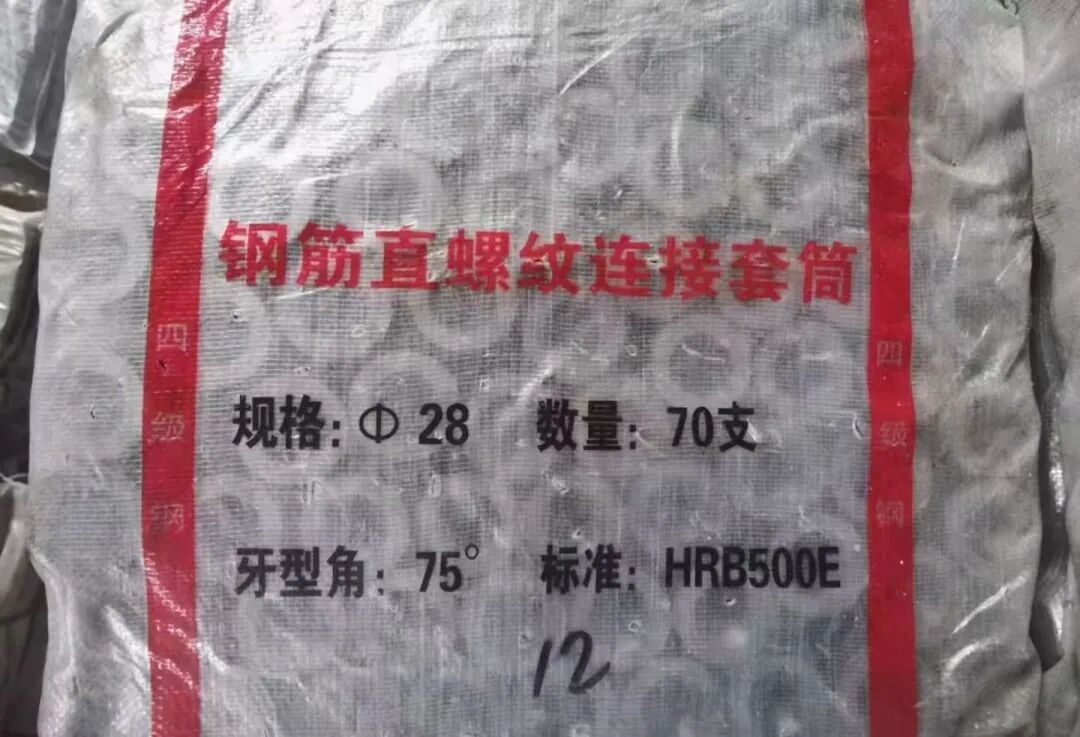 钢筋直螺纹连接套筒
四级钢
四级钢
规格: Φ 28 数量: 70支
牙型角: 75° 标准: HRB500E
12